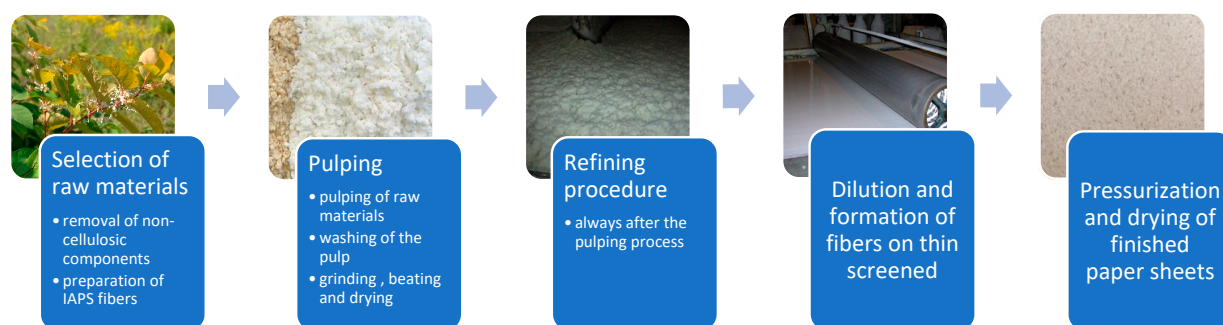 Selection of
raw materials
• removal of non-
cellulosic
components
• preparation of
IAPS fibers
Pulping
• pulping of raw
materials
• washing of the
pulp
• grinding , beating
and drying
Refining
procedure
• always after the
pulping process
Dilution and
formation of
fibers on thin
screened
Pressurization
and drying of
finished
paper sheets